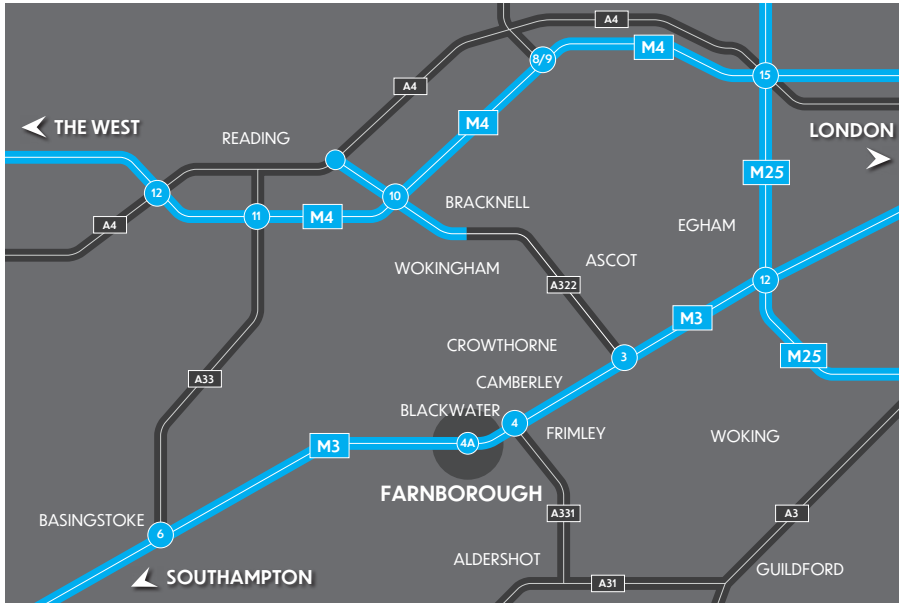 A4
8/9
M4
15
A4
THE WEST
READING
M4
LONDON
M25
12
10
11
M4
BRACKNELL
A4
EGHAM
WOKINGHAM
ASCOT
A322
12
M3
CROWTHORNE
3
M25
A33
CAMBERLEY
BLACKWATER
4
FRIMLEY
WOKING
M3
4A
FARNBOROUGH
BASINGSTOKE
6
A331
A3
ALDERSHOT
GUILDFORD
SOUTHAMPTON
A31